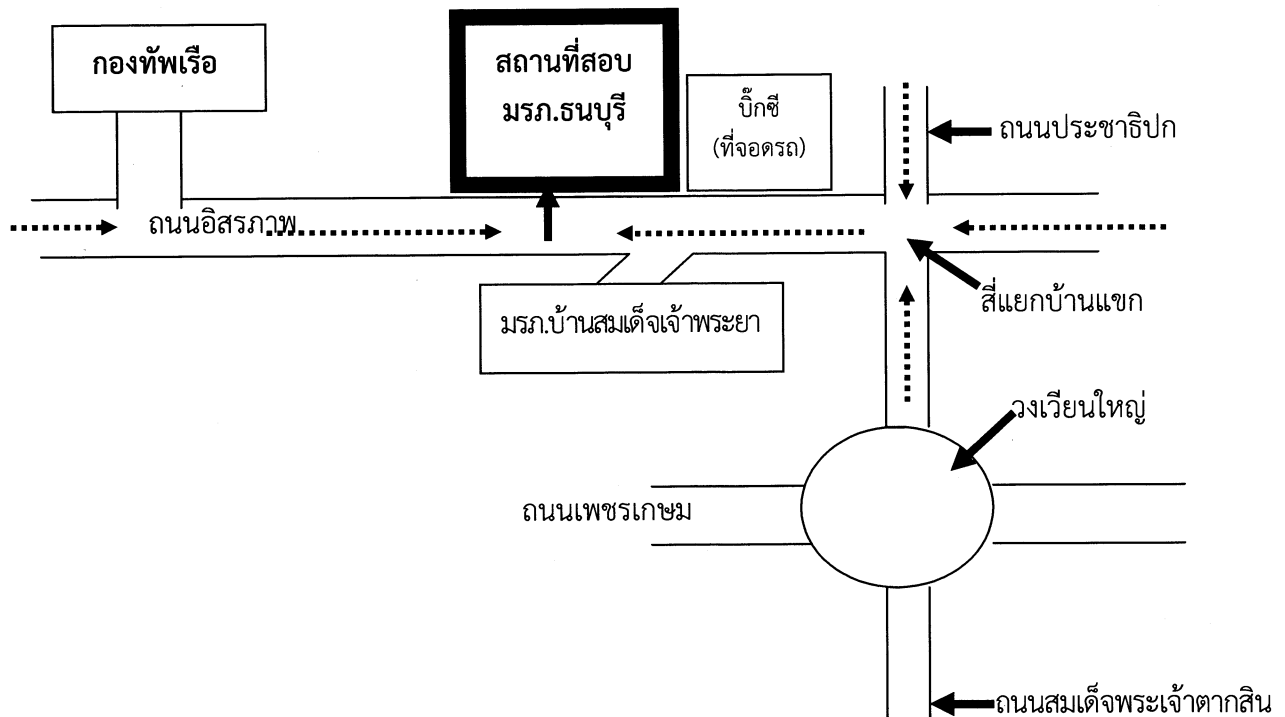 กองทัพเรือ
สถานที่สอบ
มรภ.ธนบุรี
บิ๊กซี
(ที่จอดรถ)
ถนนประชาธิปก
ถนนอิสรภาพ
สี่แยกบ้านแขก
มรภ.บ้านสมเด็จเจ้าพระยา
วงเวียนใหญ่
ถนนเพชรเกษม
ถนนสมเด็จพระเจ้าตากสิน